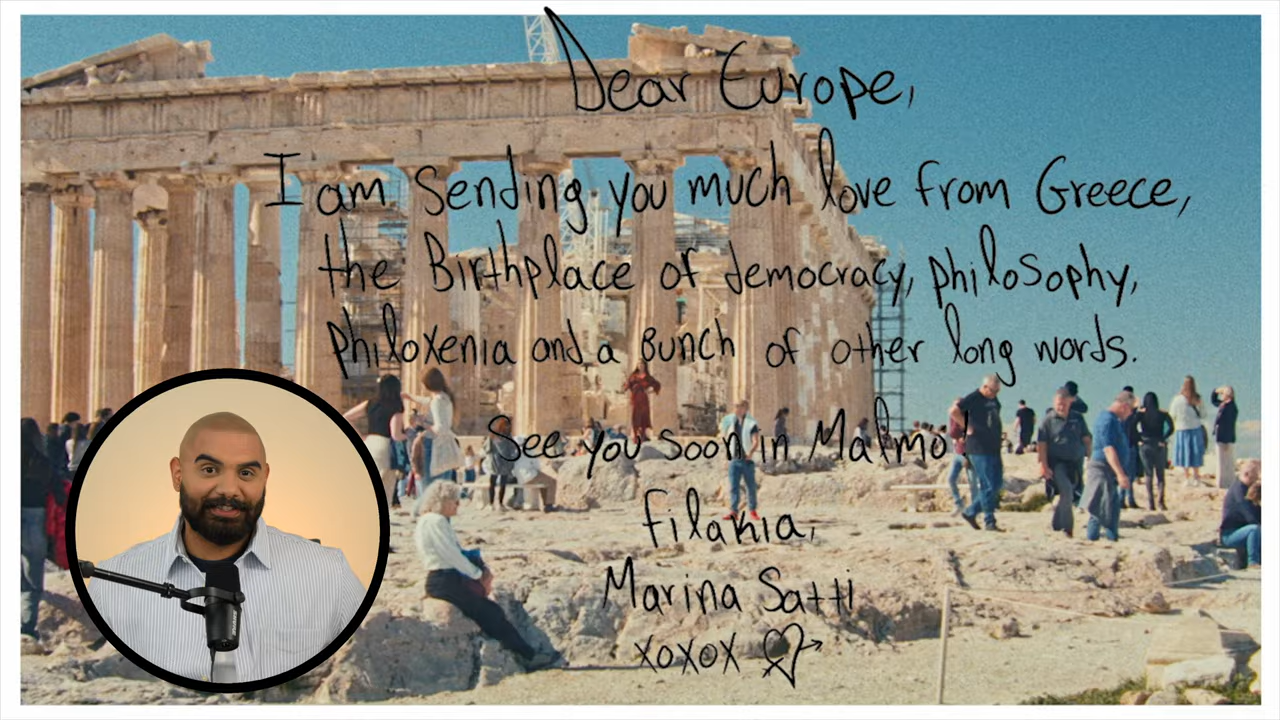 Dear Europe,
I am sending you much love from Greece,
the Birthplace of democracy, philosophy,
philoxenia and a Bunch of other long words.
See you soon in Malmo!
Filakia,
Marina Satti
xoxox